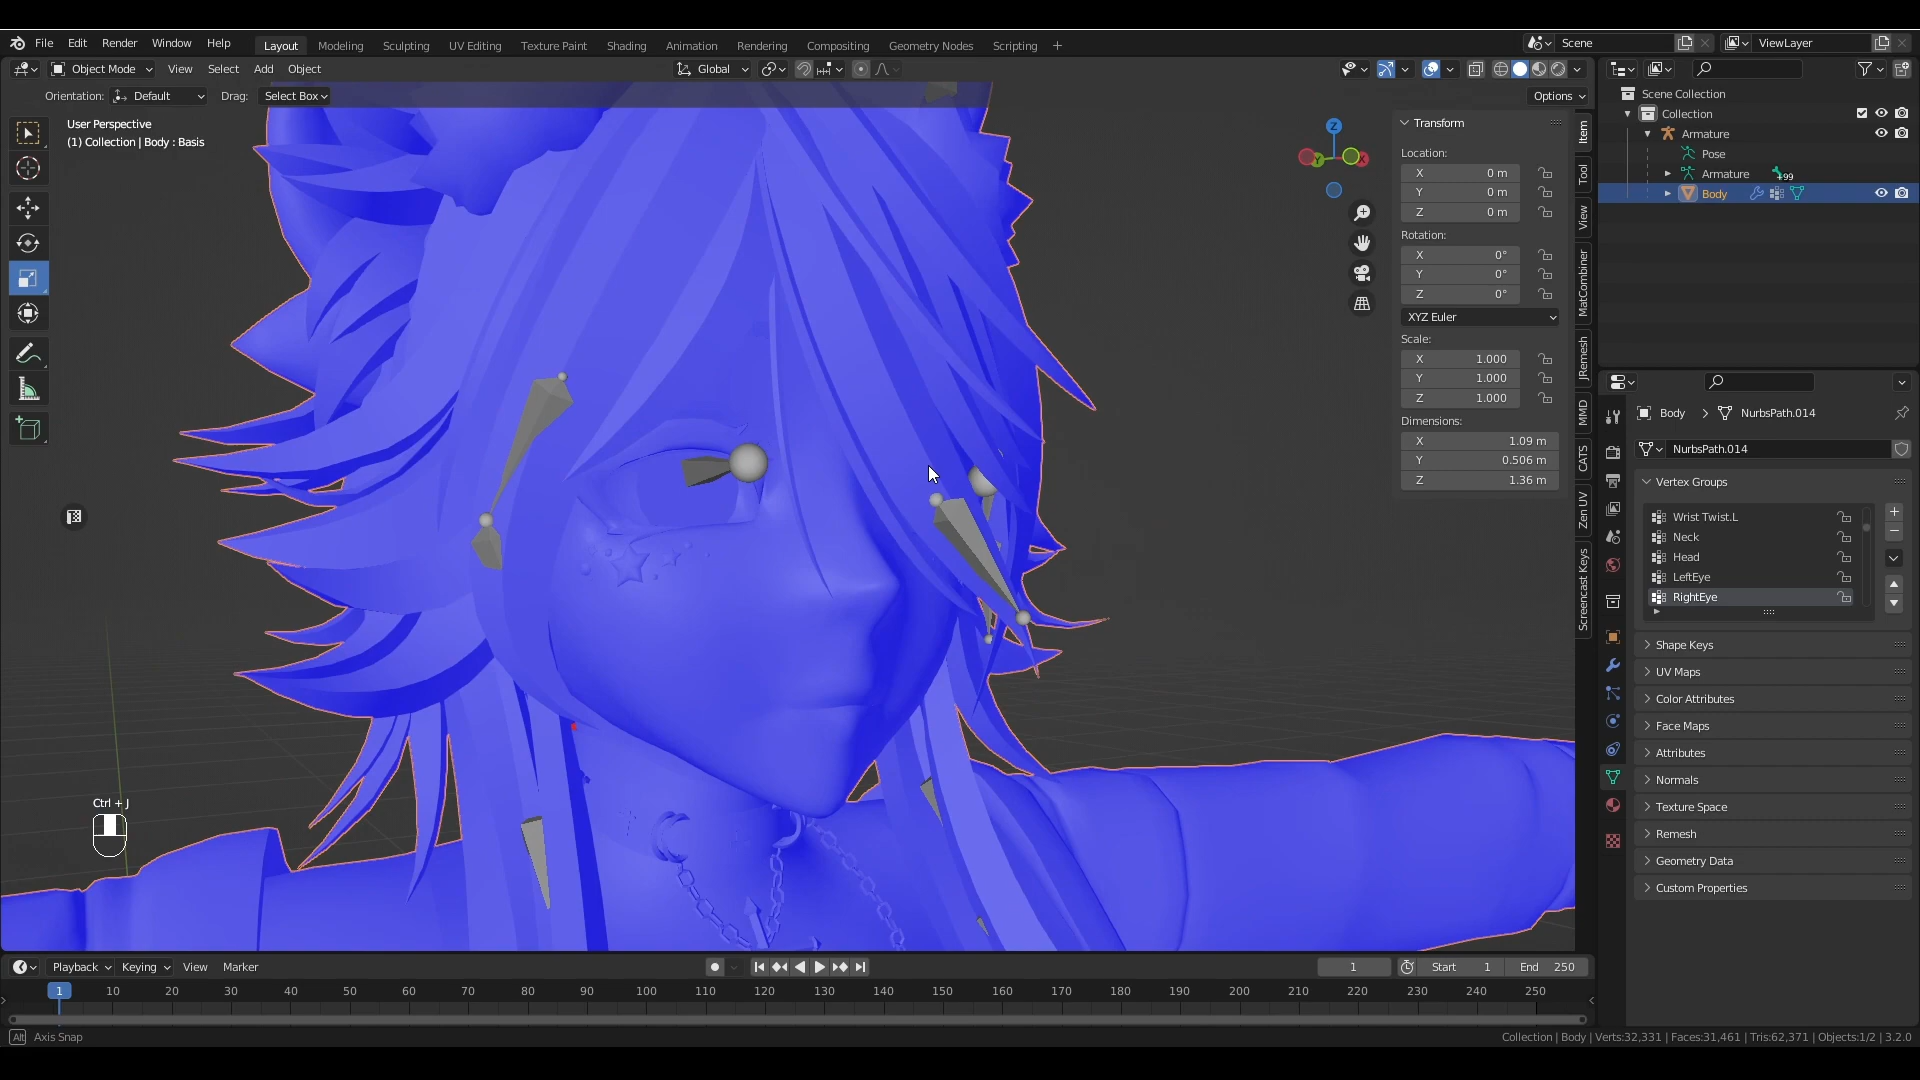 File Edit Render Window Help
Layout Modeling Sculpting UV Editing Texture Paint Shading Animation Rendering Compositing Geometry Nodes Scripting +
Scene
ViewLayer
Object Mode View Select Add Object
Global
Orientation: Default Drag: Select Box
Options
User Perspective
(1) Collection | Body : Basis
Z
Y
X
Item
Tool
View
MatCombiner
JRemesh
MMD
CATS
Zen UV
Screencast Keys
Transform
Location:
X 0 m
Y 0 m
Z 0 m
Rotation:
X 0°
Y 0°
Z 0°
XYZ Euler
Scale:
X 1.000
Y 1.000
Z 1.000
Dimensions:
X 1.09 m
Y 0.506 m
Z 1.36 m
Scene Collection
Collection
Armature
Pose
Armature +99
Body
Body > NurbsPath.014
NurbsPath.014
Vertex Groups
Wrist Twist.L
Neck
Head
LeftEye
RightEye
Shape Keys
UV Maps
Color Attributes
Face Maps
Attributes
Normals
Texture Space
Remesh
Geometry Data
Custom Properties
Ctrl + J
Playback Keying View Marker
1
Start 1 End 250
1 10 20 30 40 50 60 70 80 90 100 110 120 130 140 150 160 170 180 190 200 210 220 230 240 250
Alt Axis Snap
Collection | Body | Verts:32,331 | Faces:31,461 | Tris:62,371 | Objects:1/2 | 3.2.0